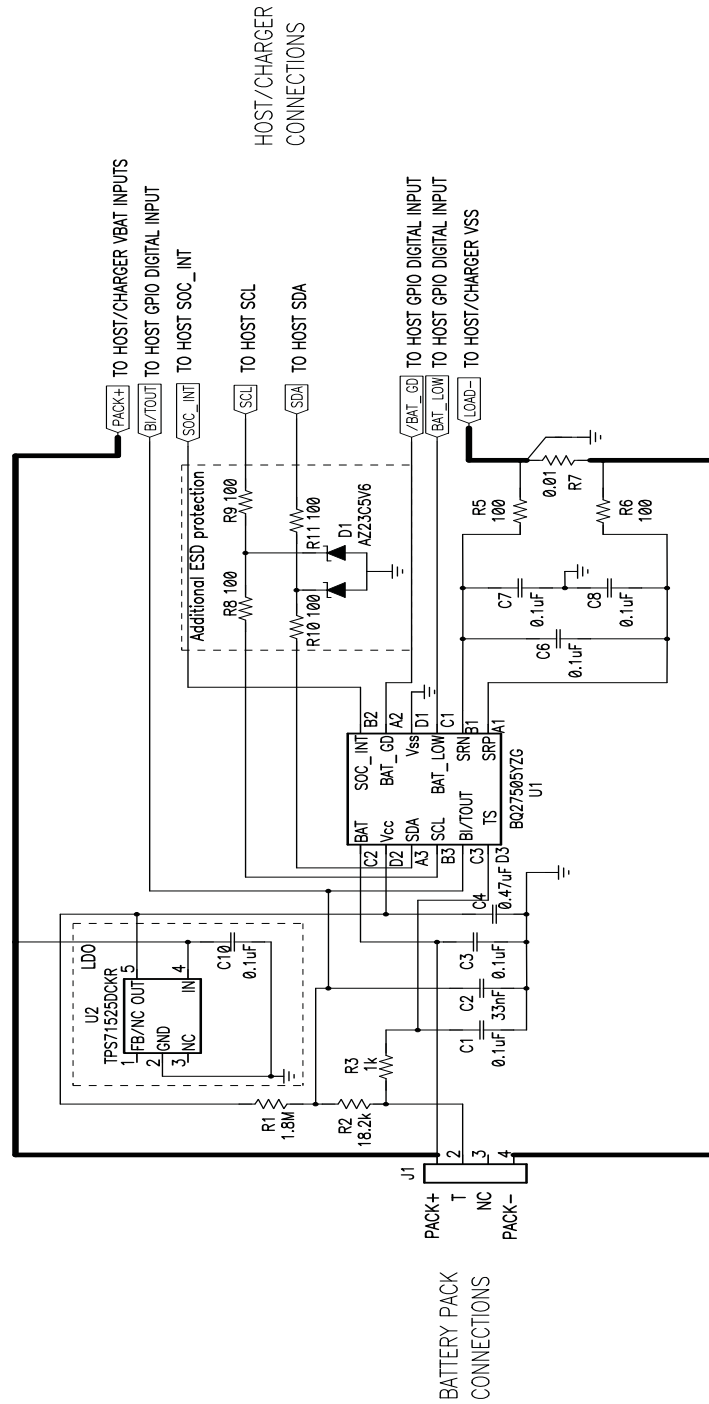 BATTERY PACK
CONNECTIONS
J1
PACK+
T
NC
PACK-
1
2
3
4
U2
TPS71525DCKR
LDO
1
2
3
FB/NC
GND
NC
OUT
IN
5
4
C10
0.1uF
R1
1.8M
R2
18.2k
R3
1k
C1
0.1uF
C2
33nF
C3
0.1uF
C4
0.47uF
BAT
Vcc
SDA
SCL
BI/TOUT
TS
C2
D2
A3
B3
C3
D3
SOC_INT
BAT_GD
Vss
BAT_LOW
SRN
SRP
B2
A2
D1
C1
B1
A1
BQ27505YZG
U1
Additional ESD protection
R8 100
R9 100
R10 100
R11 100
D1
AZ23C5V6
C6
0.1uF
C7
0.1uF
C8
0.1uF
R5
100
R6
100
0.01
R7
PACK+ TO HOST/CHARGER VBAT INPUTS
BI/TOUT TO HOST GPIO DIGITAL INPUT
SOC_INT TO HOST SOC_INT
SCL TO HOST SCL
SDA TO HOST SDA
/BAT_GD TO HOST GPIO DIGITAL INPUT
BAT_LOW TO HOST GPIO DIGITAL INPUT
LOAD- TO HOST/CHARGER VSS
HOST/CHARGER
CONNECTIONS